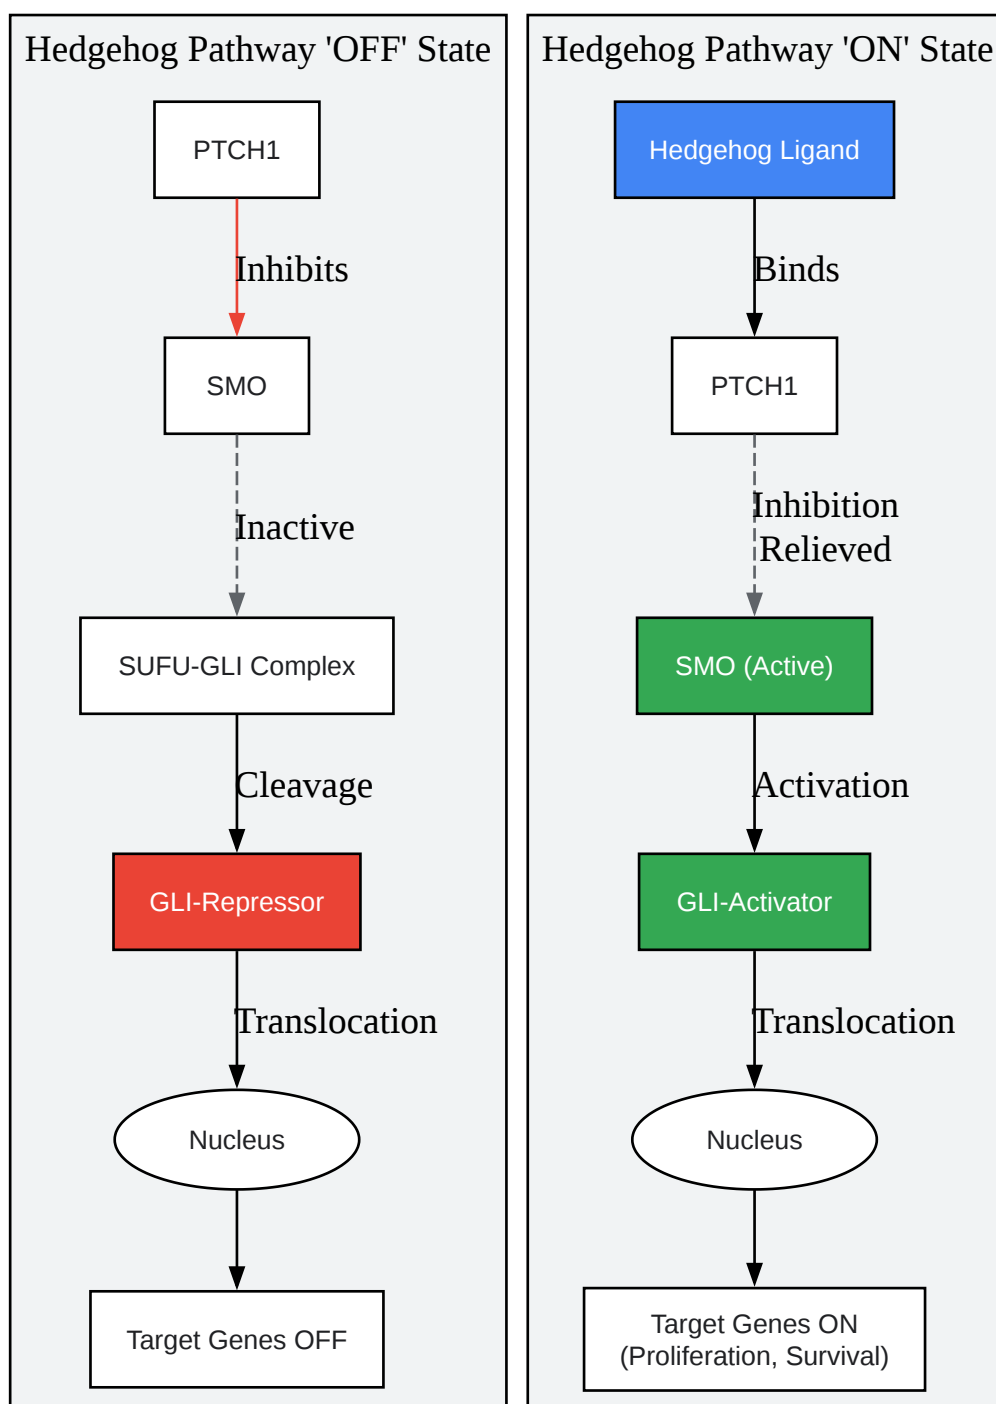 Hedgehog Pathway 'OFF' State
PTCH1
Inhibits
SMO
Inactive
SUFU-GLI Complex
Cleavage
GLI-Repressor
Translocation
Nucleus
Target Genes OFF
Hedgehog Pathway 'ON' State
Hedgehog Ligand
Binds
PTCH1
Inhibition
Relieved
SMO (Active)
Activation
GLI-Activator
Translocation
Nucleus
Target Genes ON
(Proliferation, Survival)